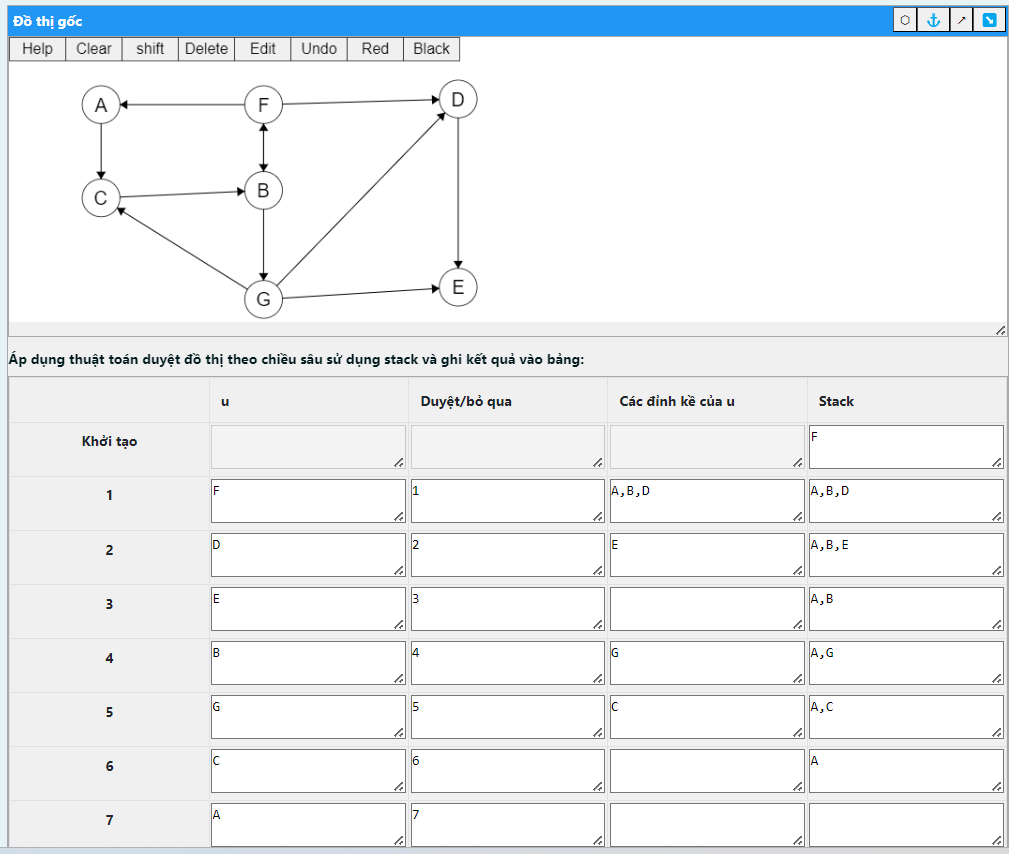 Đồ thị gốc
Help Clear shift Delete Edit Undo Red Black
A F D
C B
G E
Áp dụng thuật toán duyệt đồ thị theo chiều sâu sử dụng stack và ghi kết quả vào bảng:
u Duyệt/bỏ qua Các đỉnh kề của u Stack
Khởi tạo F
1 F 1 A,B,D A,B,D
2 D 2 E A,B,E
3 E 3 A,B
4 B 4 G A,G
5 G 5 C A,C
6 C 6 A
7 A 7